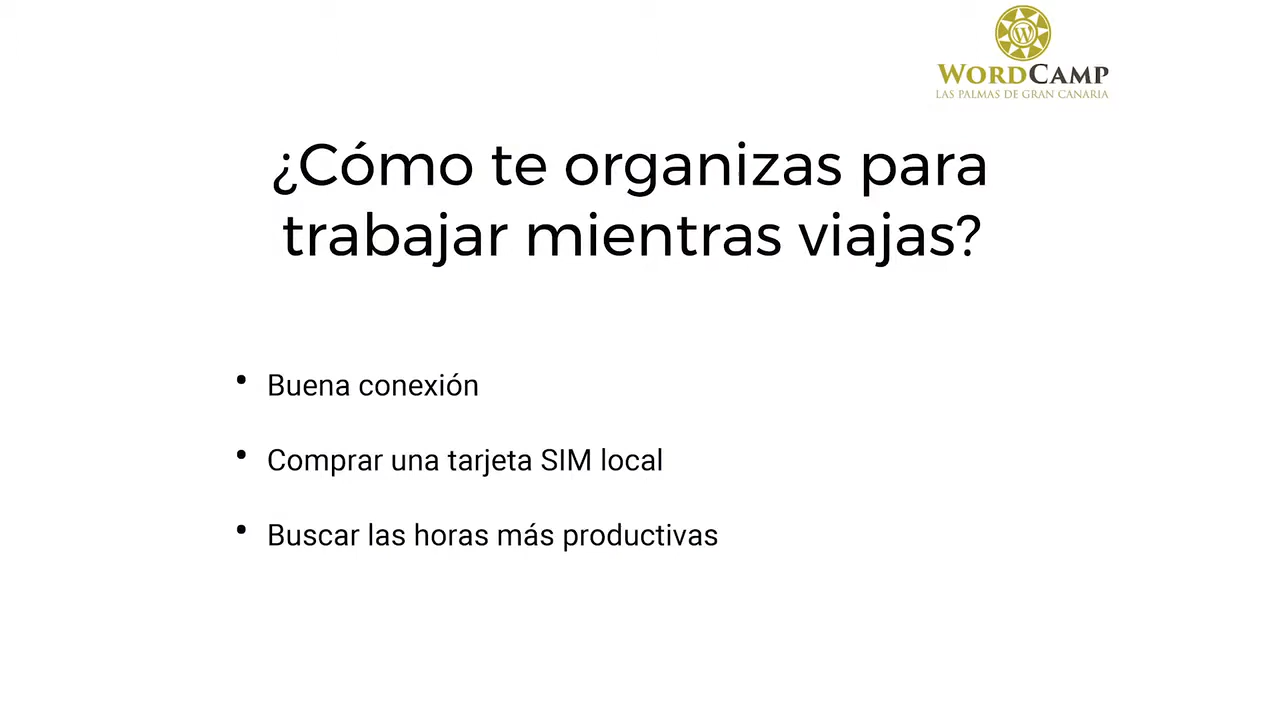 WORDCAMP
LAS PALMAS DE GRAN CANARIA
¿Cómo te organizas para
trabajar mientras viajas?
• Buena conexión
• Comprar una tarjeta SIM local
• Buscar las horas más productivas